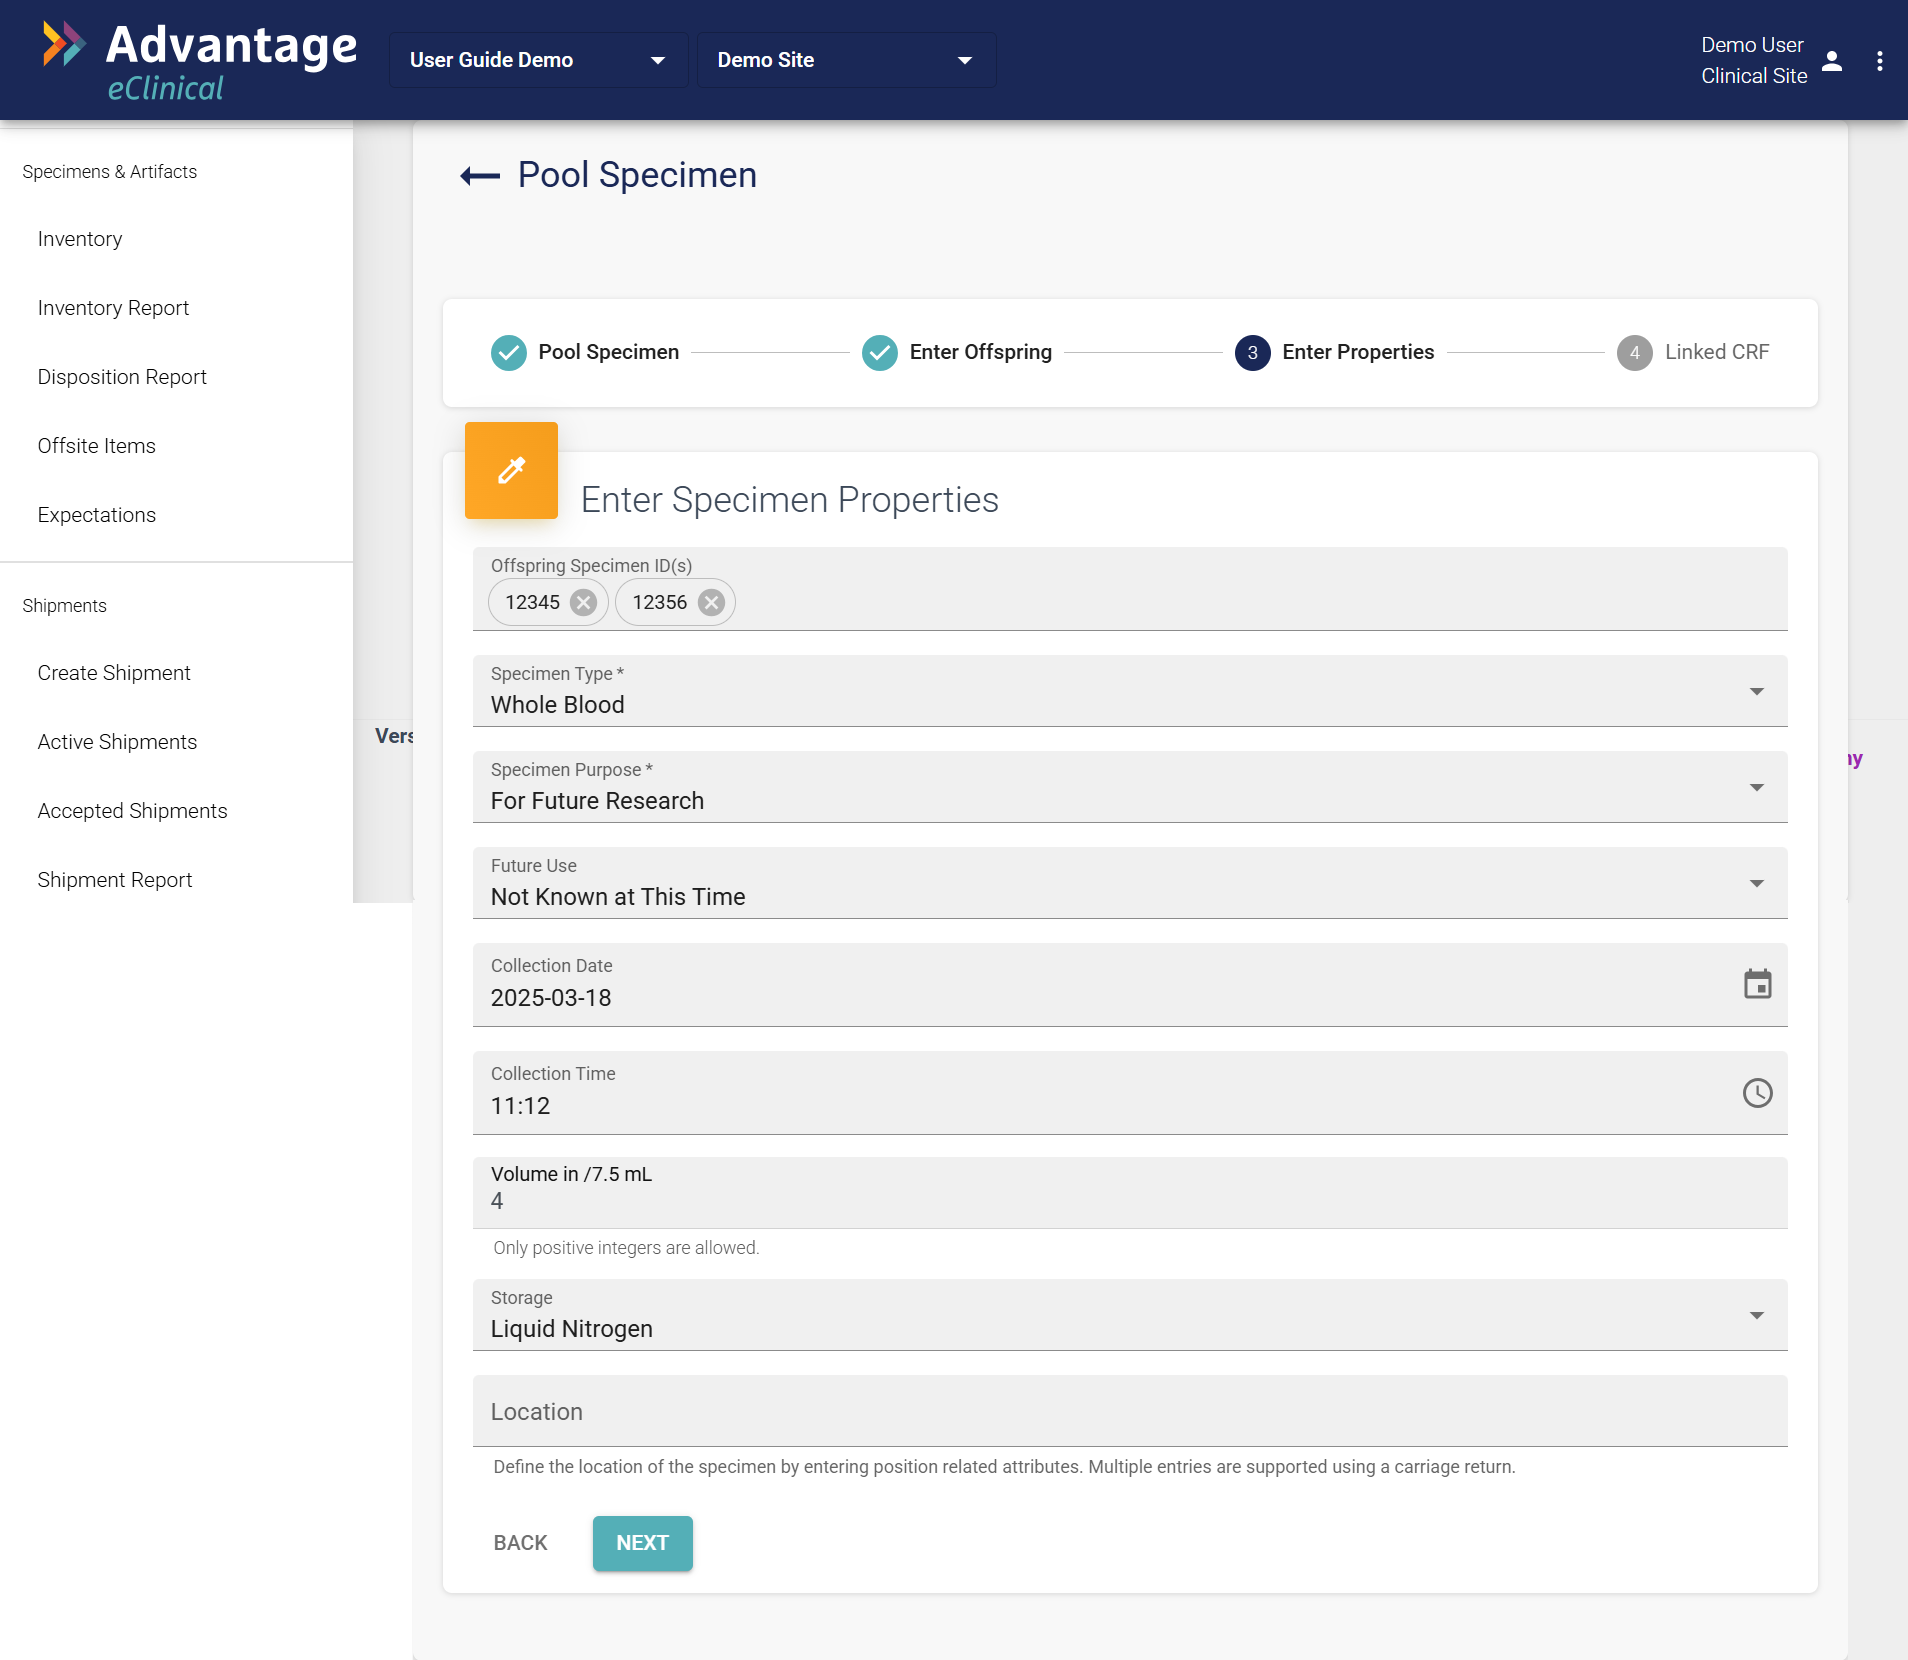 Advantage
eClinical
User Guide Demo
Demo Site
Demo User
Clinical Site
Specimens & Artifacts
Inventory
Inventory Report
Disposition Report
Offsite Items
Expectations
Shipments
Create Shipment
Active Shipments
Accepted Shipments
Shipment Report
Vers
Pool Specimen
Pool Specimen
Enter Offspring
3 Enter Properties
4 Linked CRF
Enter Specimen Properties
Offspring Specimen ID(s)
12345 12356
Specimen Type *
Whole Blood
Specimen Purpose *
For Future Research
Future Use
Not Known at This Time
Collection Date
2025-03-18
Collection Time
11:12
Volume in /7.5 mL
4
Only positive integers are allowed.
Storage
Liquid Nitrogen
Location
Define the location of the specimen by entering position related attributes. Multiple entries are supported using a carriage return.
BACK
NEXT